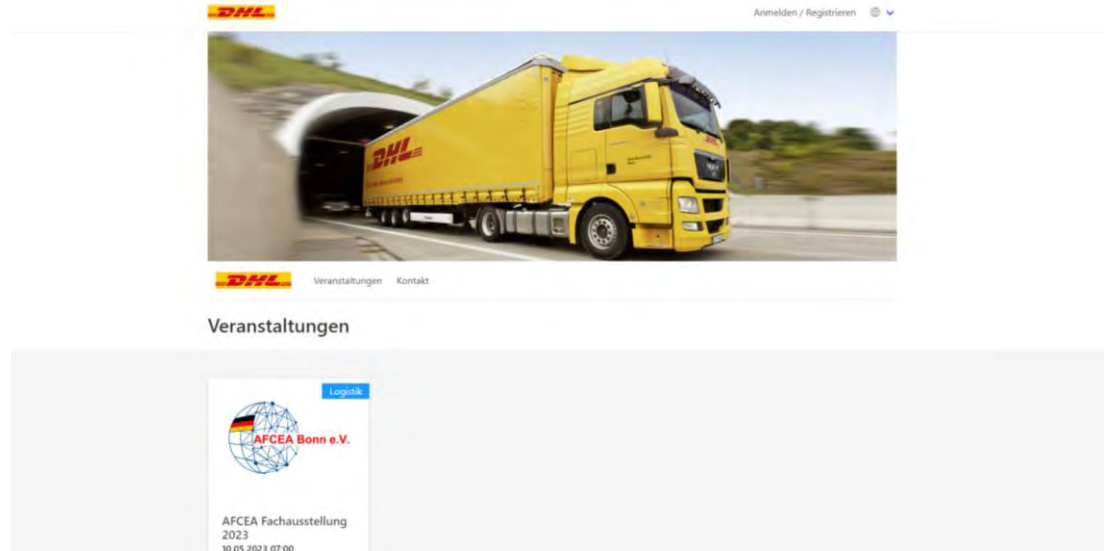 DHL
Anmelden / Registrieren
DHL
DHL
DHL Veranstaltungen Kontakt
Veranstaltungen
Logistik
AFCEA Bonn e.V.
AFCEA Fachausstellung
2023
10.05.2023 07:00